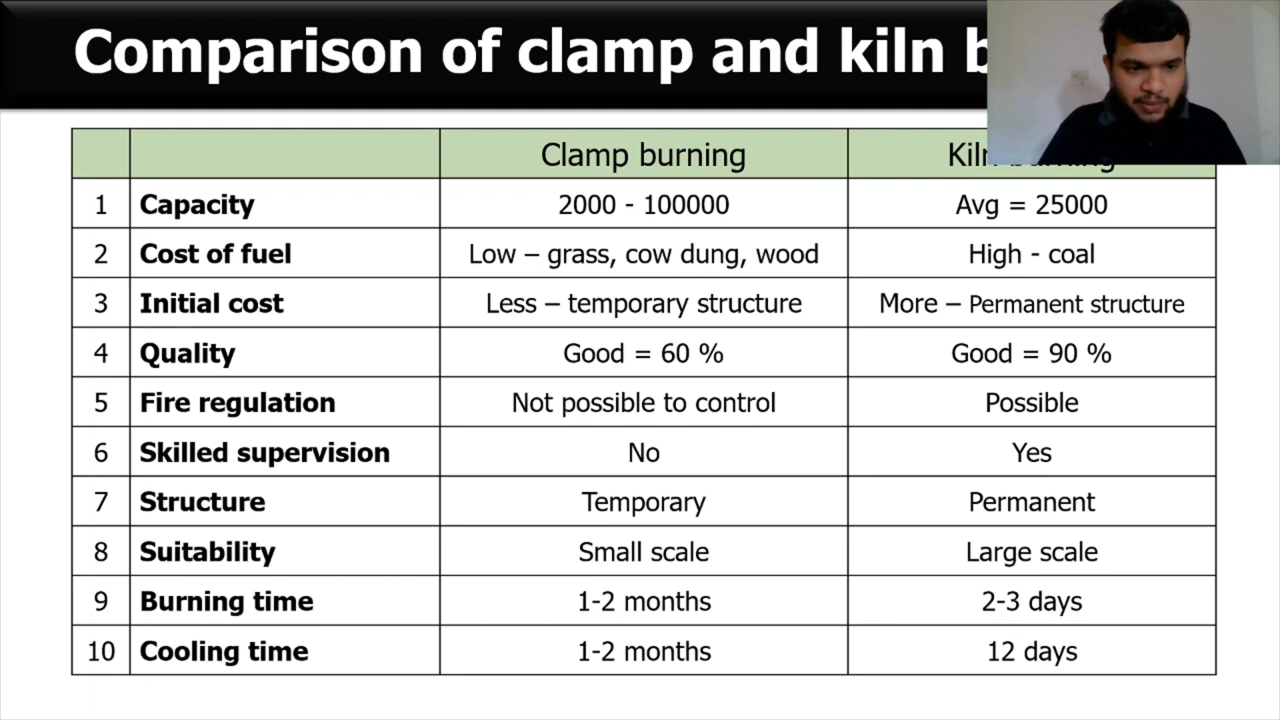 Comparison of clamp and kiln
Clamp burning Kiln burning
1 Capacity 2000 - 100000 Avg = 25000
2 Cost of fuel Low – grass, cow dung, wood High - coal
3 Initial cost Less – temporary structure More – Permanent structure
4 Quality Good = 60 % Good = 90 %
5 Fire regulation Not possible to control Possible
6 Skilled supervision No Yes
7 Structure Temporary Permanent
8 Suitability Small scale Large scale
9 Burning time 1-2 months 2-3 days
10 Cooling time 1-2 months 12 days